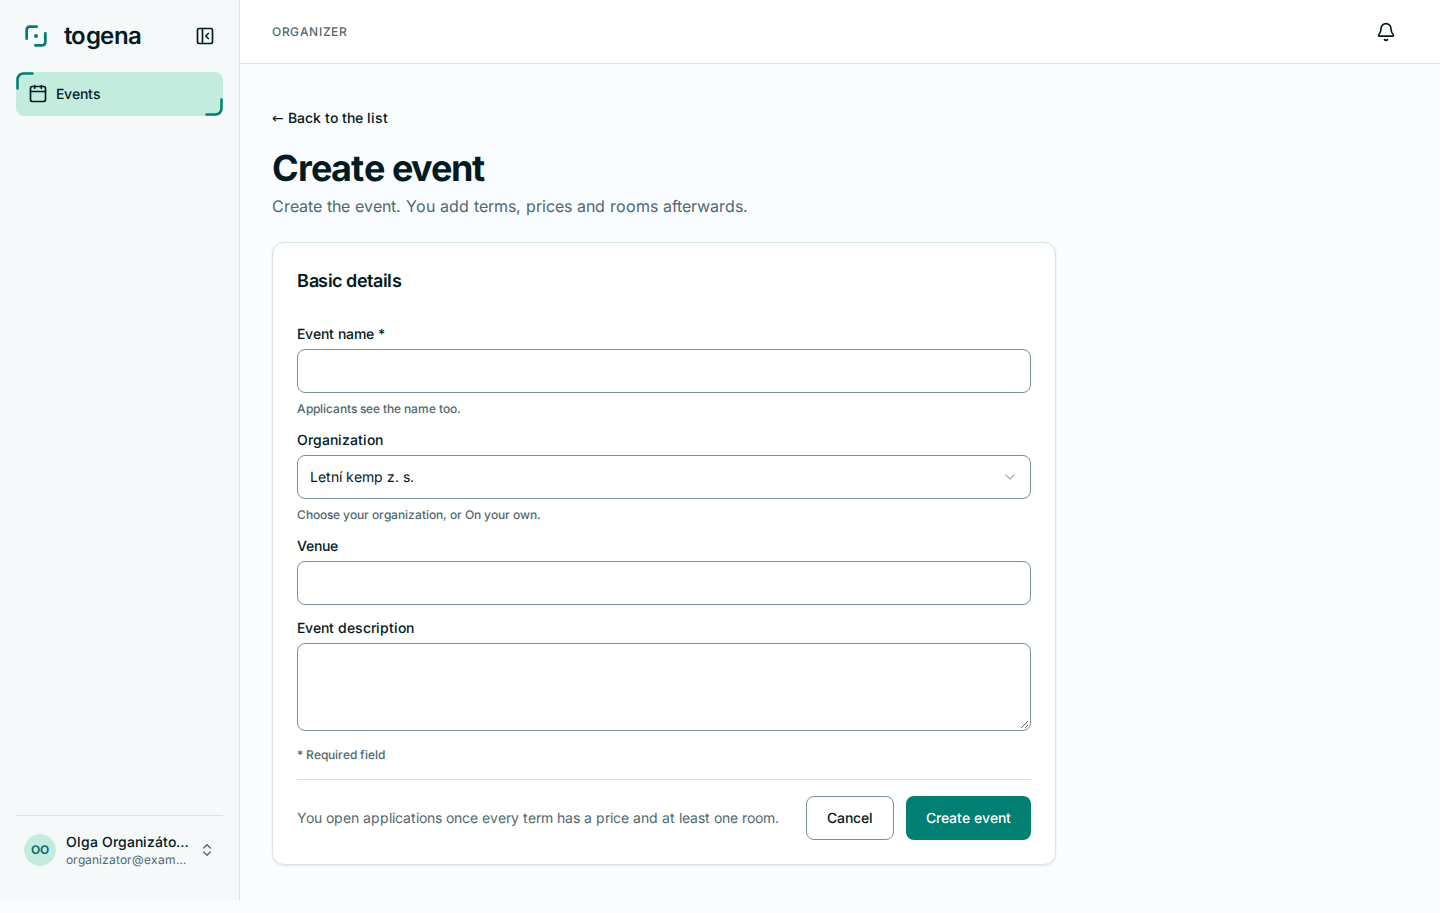 togena
ORGANIZER
Events
← Back to the list
Create event
Create the event. You add terms, prices and rooms afterwards.
Basic details
Event name *
Applicants see the name too.
Organization
Letní kemp z. s.
Choose your organization, or On your own.
Venue
Event description
* Required field
You open applications once every term has a price and at least one room.
Cancel
Create event
OO
Olga Organizáto...
organizator@exam...